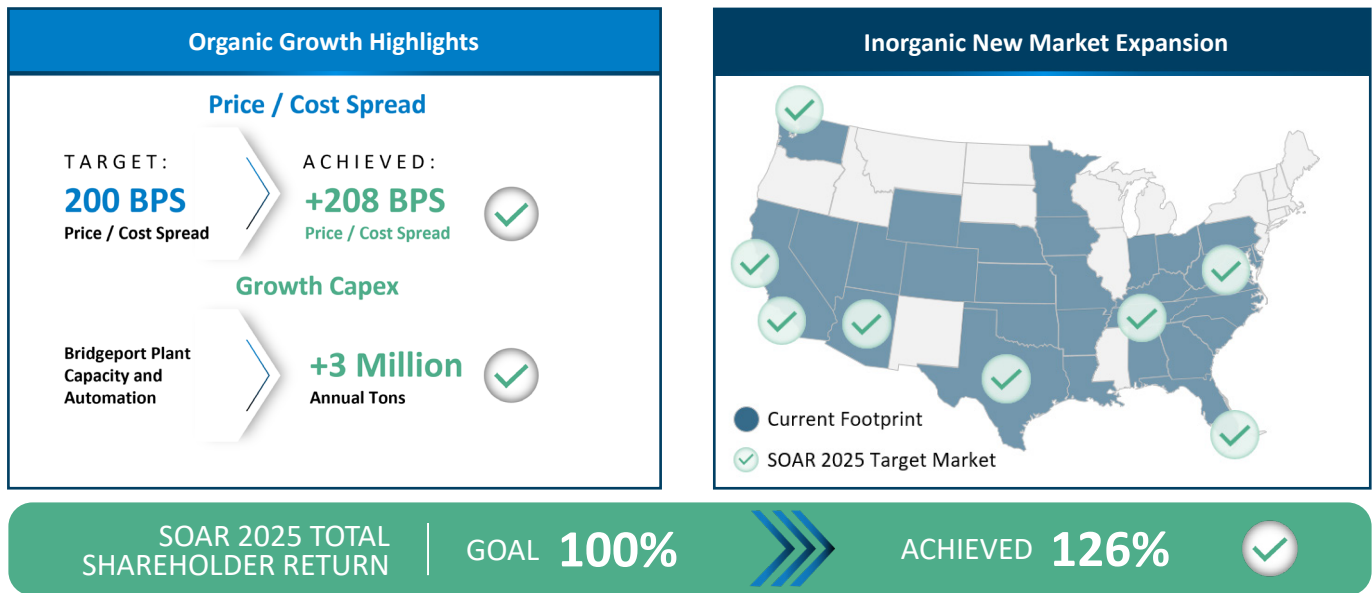 Organic Growth Highlights
Price / Cost Spread
TARGET:
200 BPS
Price / Cost Spread
ACHIEVED:
+208 BPS
Price / Cost Spread
Growth Capex
Bridgeport Plant
Capacity and
Automation
+3 Million
Annual Tons
Inorganic New Market Expansion
Current Footprint
SOAR 2025 Target Market
SOAR 2025 TOTAL
SHAREHOLDER RETURN
GOAL 100%
ACHIEVED 126%